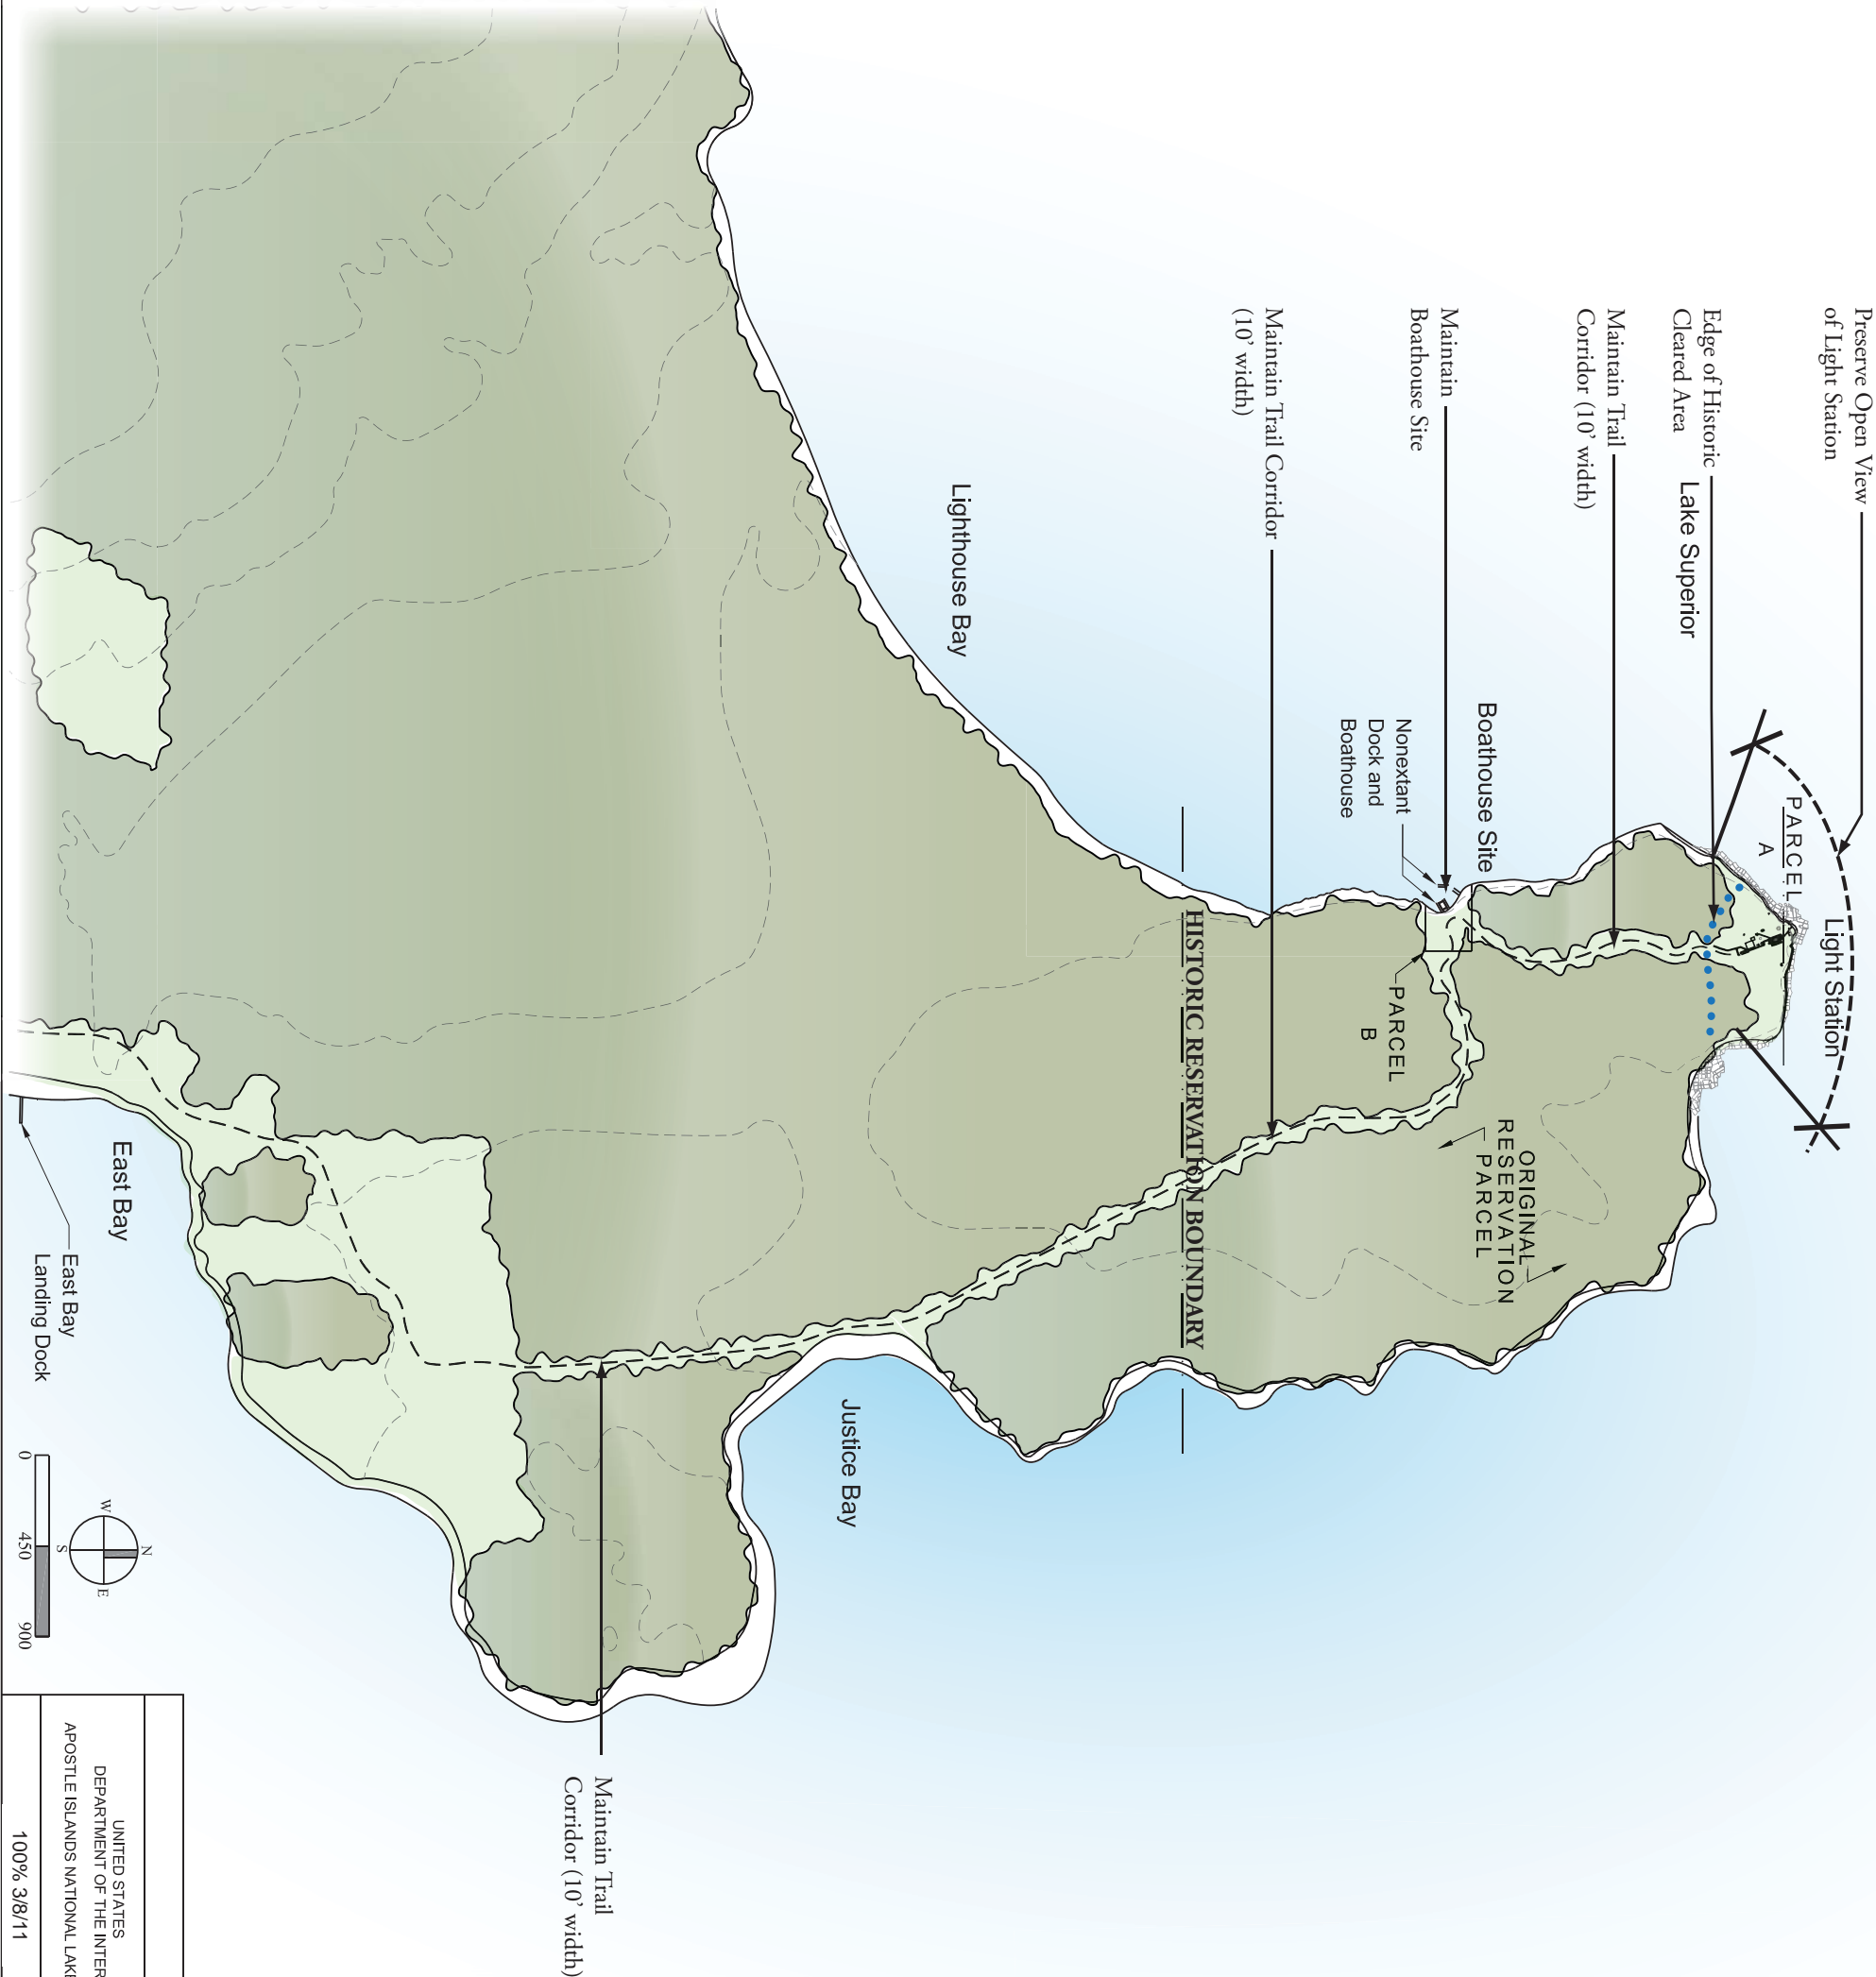 Preserve Open View
of Light Station
Edge of Historic
Cleared Area
Maintain Trail
Corridor (10' width)
Maintain
Boathouse Site
Maintain Trail Corridor
(10' width)
Lake Superior
Lighthouse Bay
Boathouse Site
Nonextant
Dock and
Boathouse
PARCEL
A
Light Station
PARCEL
B
HISTORIC RESERVATION BOUNDARY
ORIGINAL
RESERVATION
PARCEL
Justice Bay
East Bay
East Bay
Landing Dock
Maintain Trail
Corridor (10' width)
N
W
E
S
0
450
900
UNITED STATES
DEPARTMENT OF THE INTER
APOSTLE ISLANDS NATIONAL LAKE
100% 3/8/11